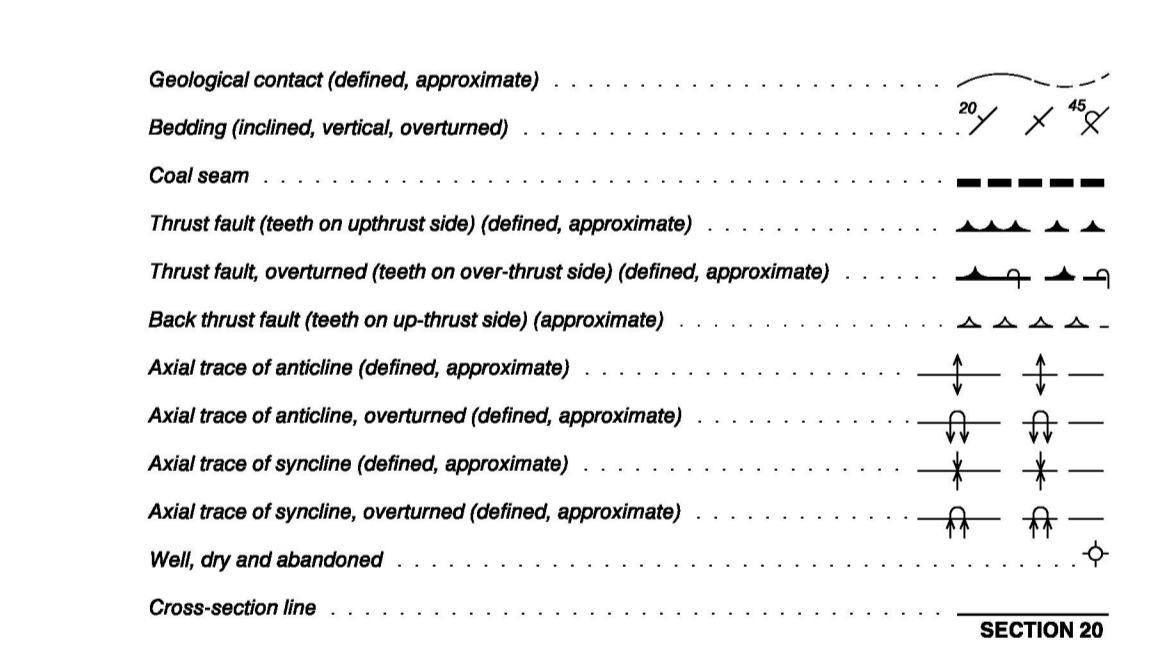 Geological contact (defined, approximate)
Bedding (inclined, vertical, overturned) 20 45
Coal seam
Thrust fault (teeth on upthrust side) (defined, approximate)
Thrust fault, overturned (teeth on over-thrust side) (defined, approximate)
Back thrust fault (teeth on up-thrust side) (approximate)
Axial trace of anticline (defined, approximate)
Axial trace of anticline, overturned (defined, approximate)
Axial trace of syncline (defined, approximate)
Axial trace of syncline, overturned (defined, approximate)
Well, dry and abandoned
Cross-section line
SECTION 20